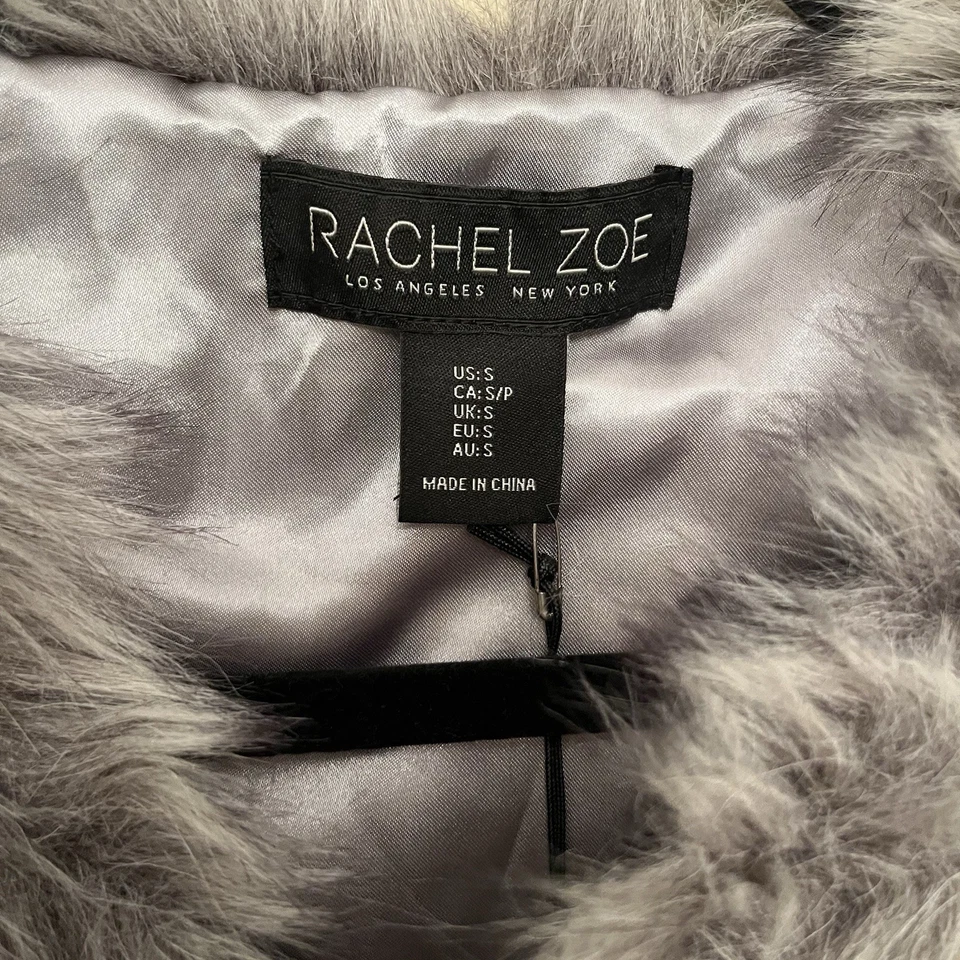 RACHEL ZOE
LOS ANGELES NEW YORK
US: S
CA: S/P
UK: S
EU: S
AU: S
MADE IN CHINA